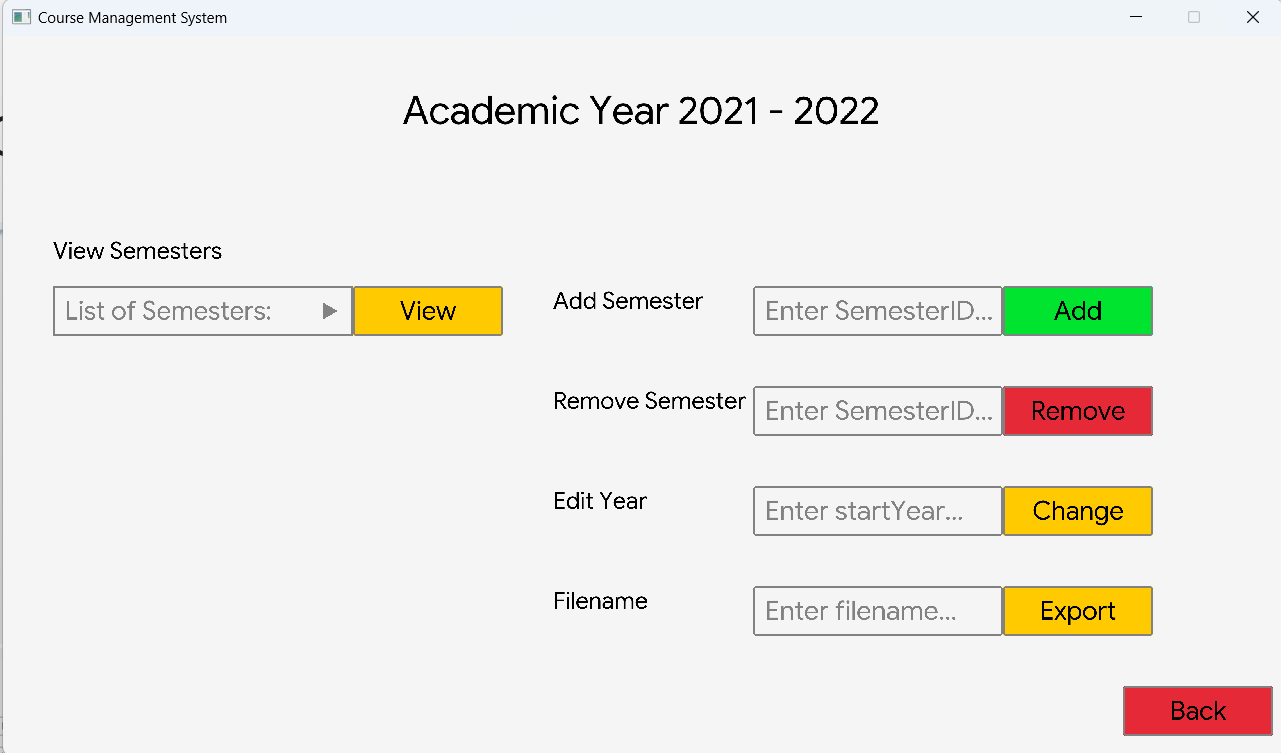 Course Management System
Academic Year 2021 - 2022
View Semesters
List of Semesters:
View
Add Semester
Enter SemesterID...
Add
Remove Semester
Enter SemesterID...
Remove
Edit Year
Enter startYear...
Change
Filename
Enter filename...
Export
Back